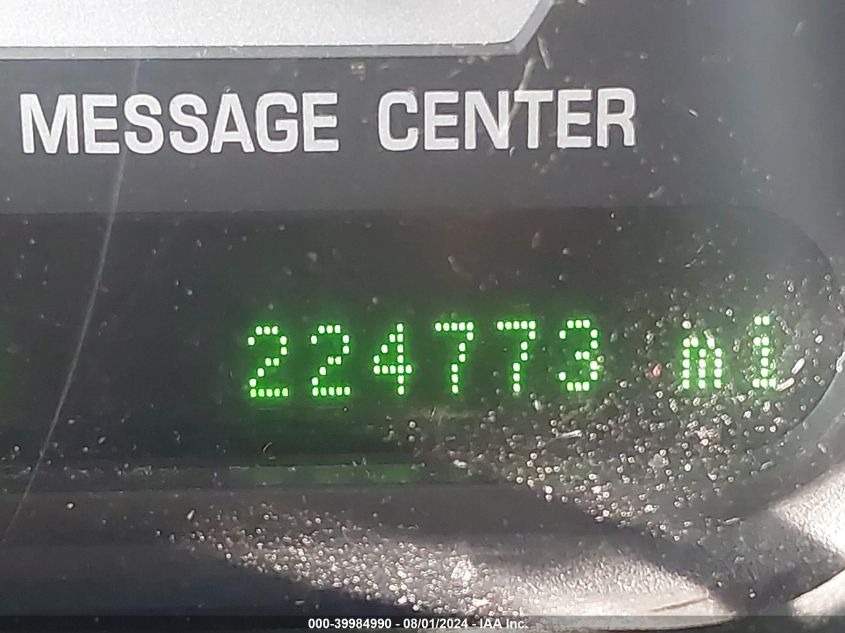 MESSAGE CENTER
224773 mi
000-39984990 - 08/01/2024 - IAA Inc.